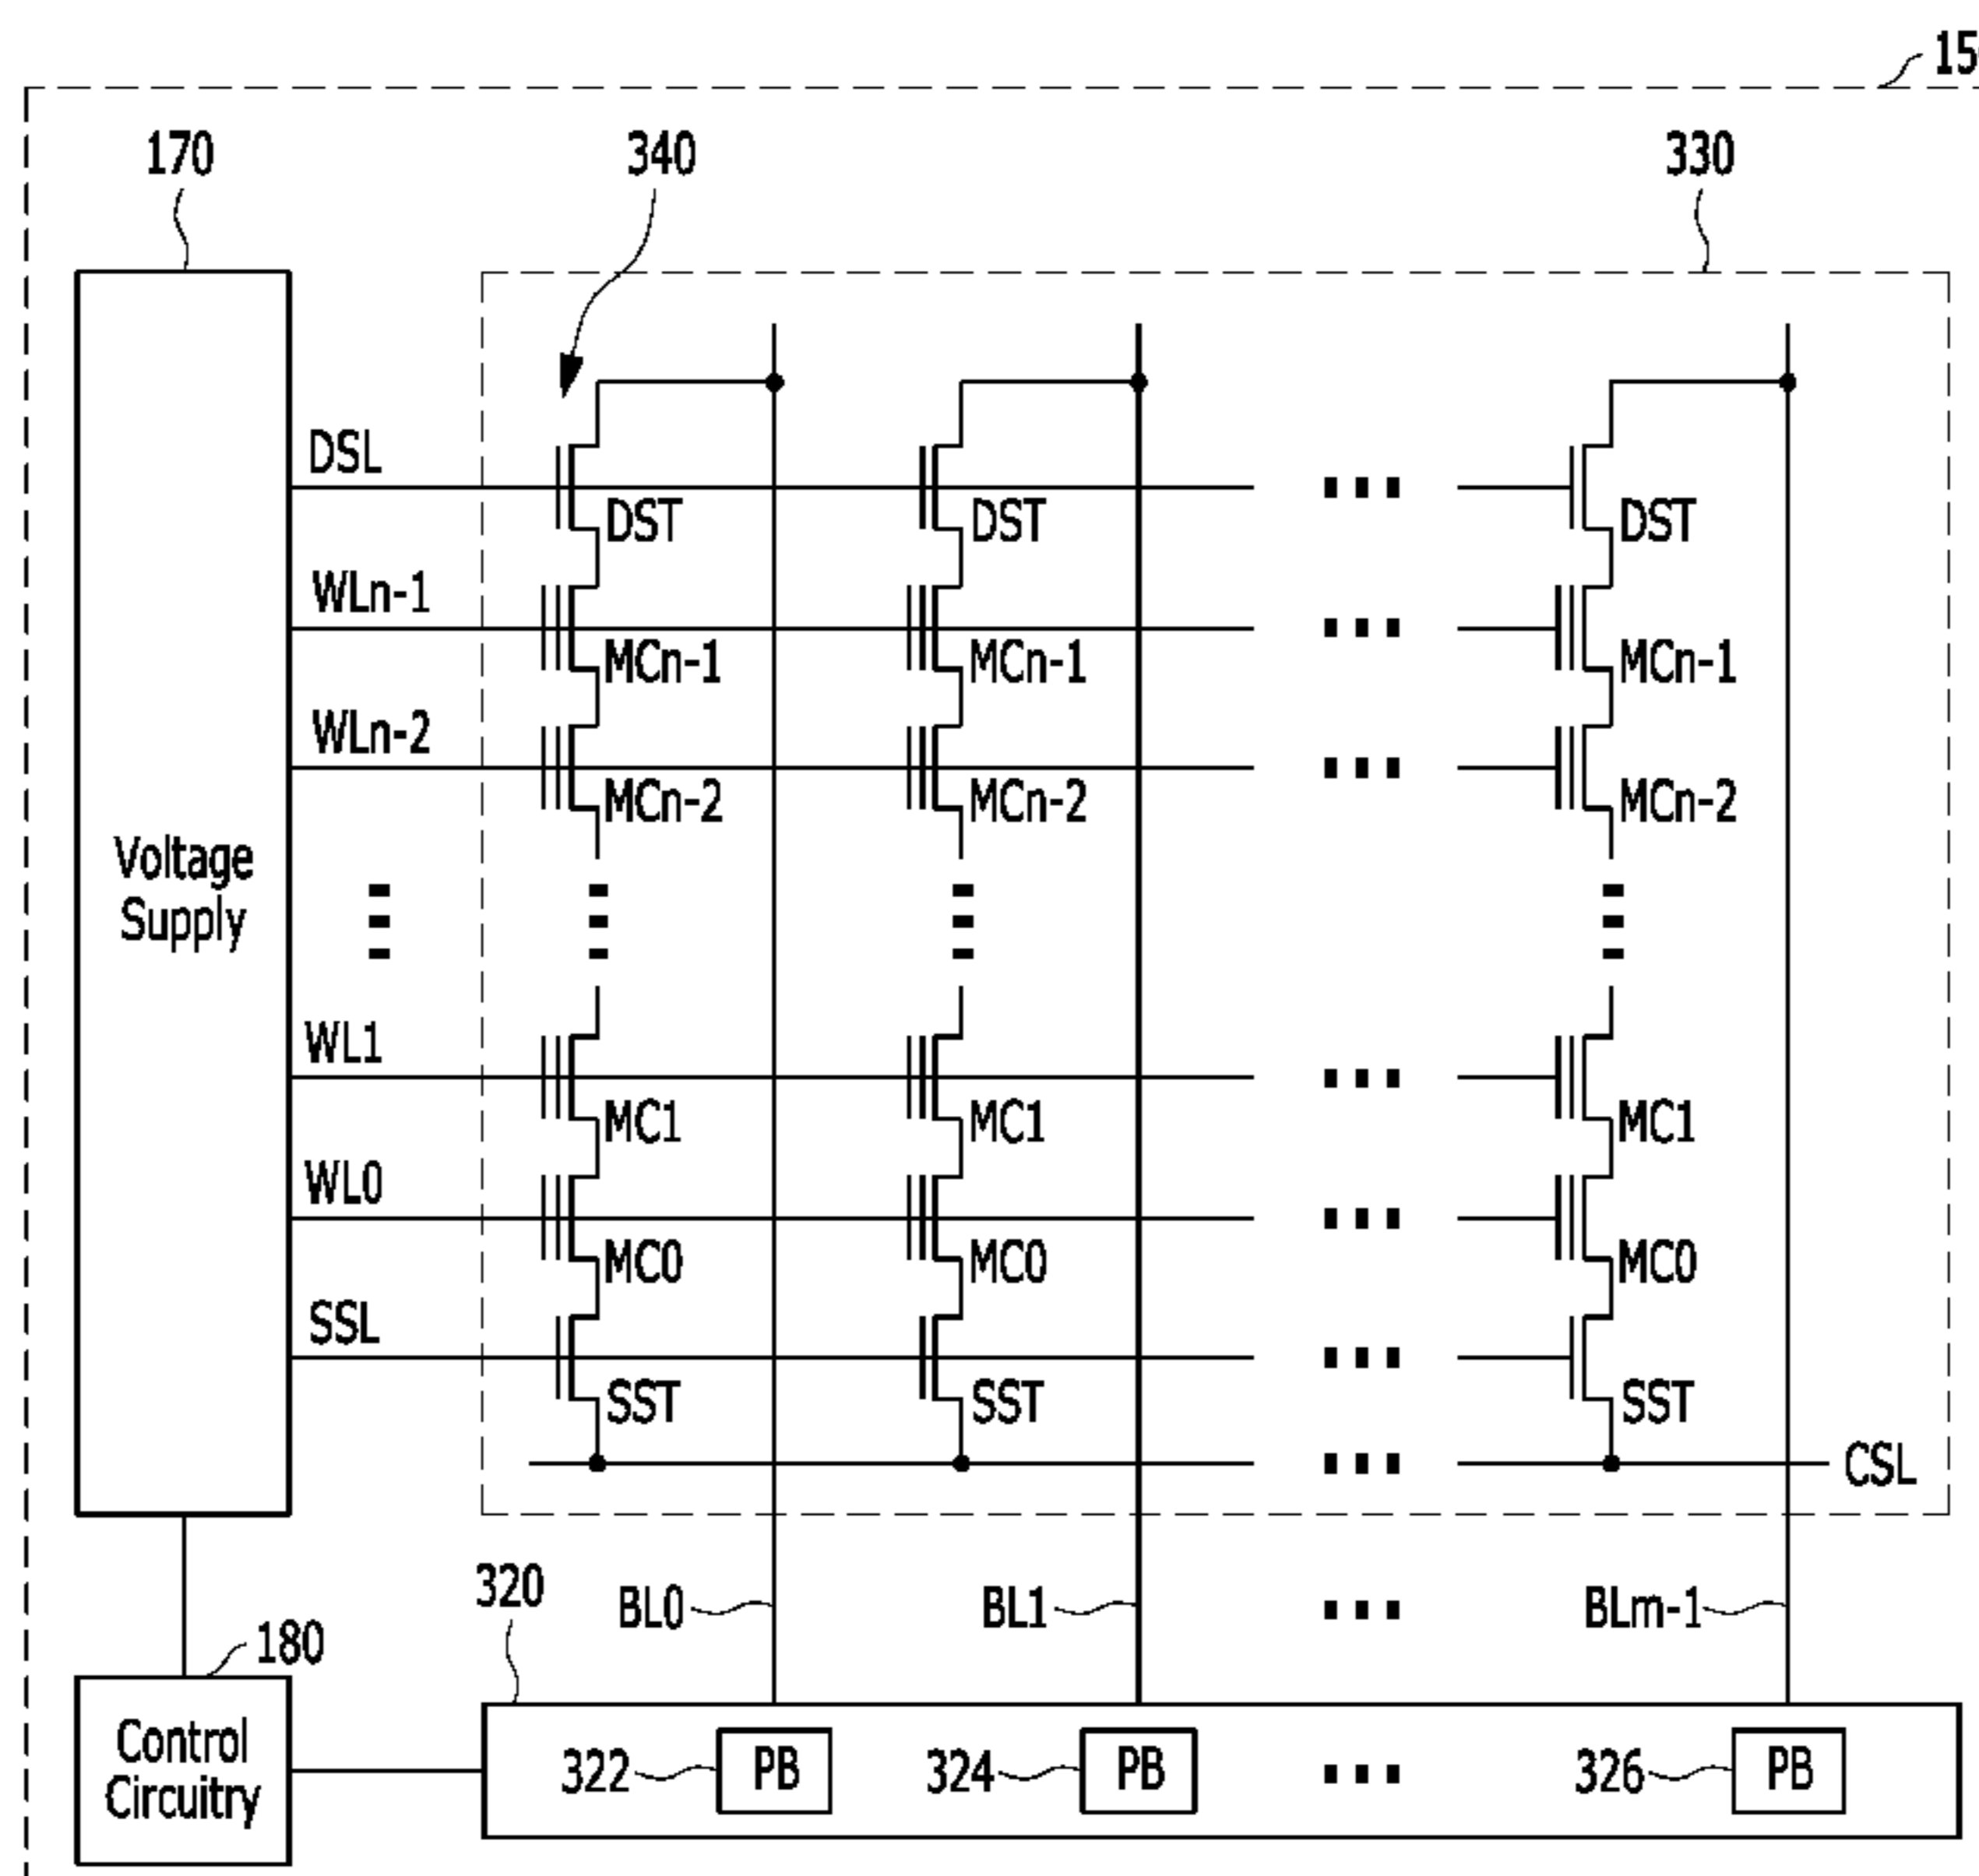 15
170
340
330
DSL
DST DST DST
WLn-1
MCn-1 MCn-1 MCn-1
WLn-2
MCn-2 MCn-2 MCn-2
Voltage
Supply
WL1
MC1 MC1 MC1
WL0
MC0 MC0 MC0
SSL
SST SST SST
CSL
320
BL0 BL1 BLm-1
180
Control
Circuitry
322 PB 324 PB 326 PB